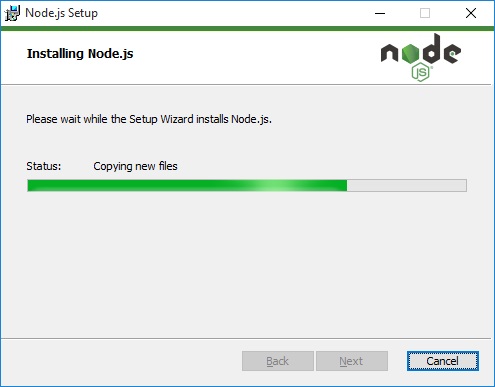 Node.js Setup
Installing Node.js
node
JS®
Please wait while the Setup Wizard installs Node.js.
Status: Copying new files
Back Next Cancel